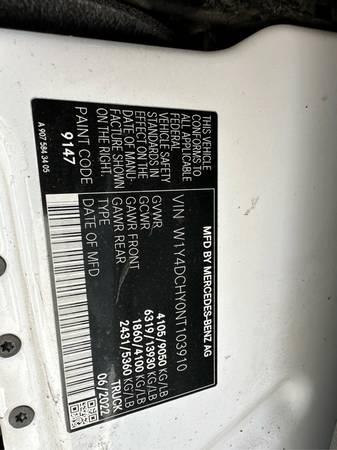 MFD BY MERCEDES-BENZ AG
VIN W1Y4DCHY0NT103910
GVWR 4105/9050 KG/LB
GCWR 6319/13930 KG/LB
GAWR FRONT 1860/4100 KG/LB
GAWR REAR 2431/5360 KG/LB
TYPE TRUCK
DATE OF MFD 06/2022
THIS VEHICLE
CONFORMS TO
ALL APPLICABLE
FEDERAL
VEHICLE SAFETY
STANDARDS IN
EFFECT ON THE
DATE OF MANU-
FACTURE SHOWN
ON THE RIGHT.
PAINT CODE
9147
A 907 584 34 05